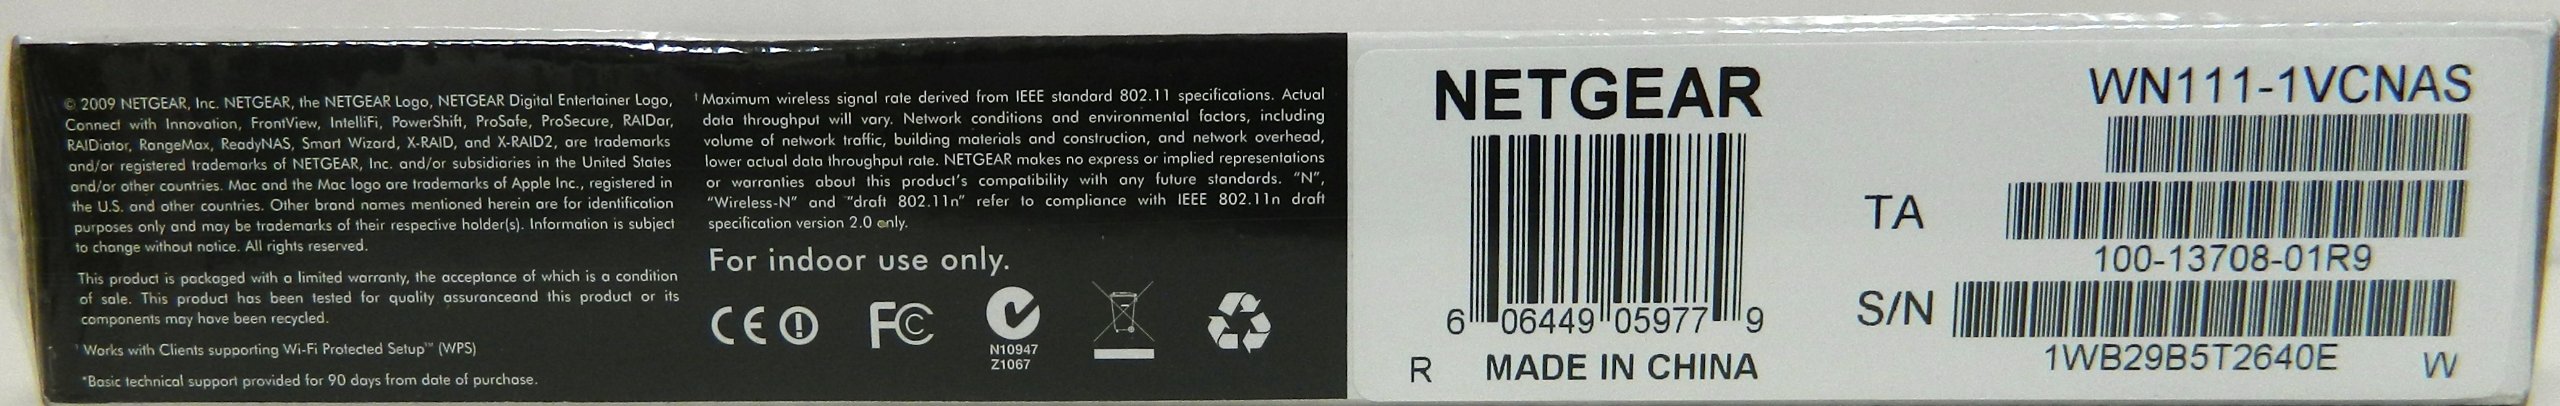 © 2009 NETGEAR, Inc. NETGEAR, the NETGEAR Logo, NETGEAR Digital Entertainer Logo,
Connect with Innovation, FrontView, IntelliFi, PowerShift, ProSafe, ProSecure, RAIDar,
RAIDiator, RangeMax, ReadyNAS, Smart Wizard, X-RAID, and X-RAID2, are trademarks
and/or registered trademarks of NETGEAR, Inc. and/or subsidiaries in the United States
and/or other countries. Mac and the Mac logo are trademarks of Apple Inc., registered in
the U.S. and other countries. Other brand names mentioned herein are for identification
purposes only and may be trademarks of their respective holder(s). Information is subject
to change without notice. All rights reserved.
This product is packaged with a limited warranty, the acceptance of which is a condition
of sale. This product has been tested for quality assuranceand this product or its
components may have been recycled.
¹ Works with Clients supporting Wi-Fi Protected Setup™ (WPS)
*Basic technical support provided for 90 days from date of purchase.
¹ Maximum wireless signal rate derived from IEEE standard 802.11 specifications. Actual
data throughput will vary. Network conditions and environmental factors, including
volume of network traffic, building materials and construction, and network overhead,
lower actual data throughput rate. NETGEAR makes no express or implied representations
or warranties about this product's compatibility with any future standards. "N",
"Wireless-N" and "draft 802.11n" refer to compliance with IEEE 802.11n draft
specification version 2.0 only.
For indoor use only.
CE FC
N10947
Z1067
NETGEAR
6 06449 05977 9
R MADE IN CHINA
WN111-1VCNAS
TA
100-13708-01R9
S/N
1WB29B5T2640E W